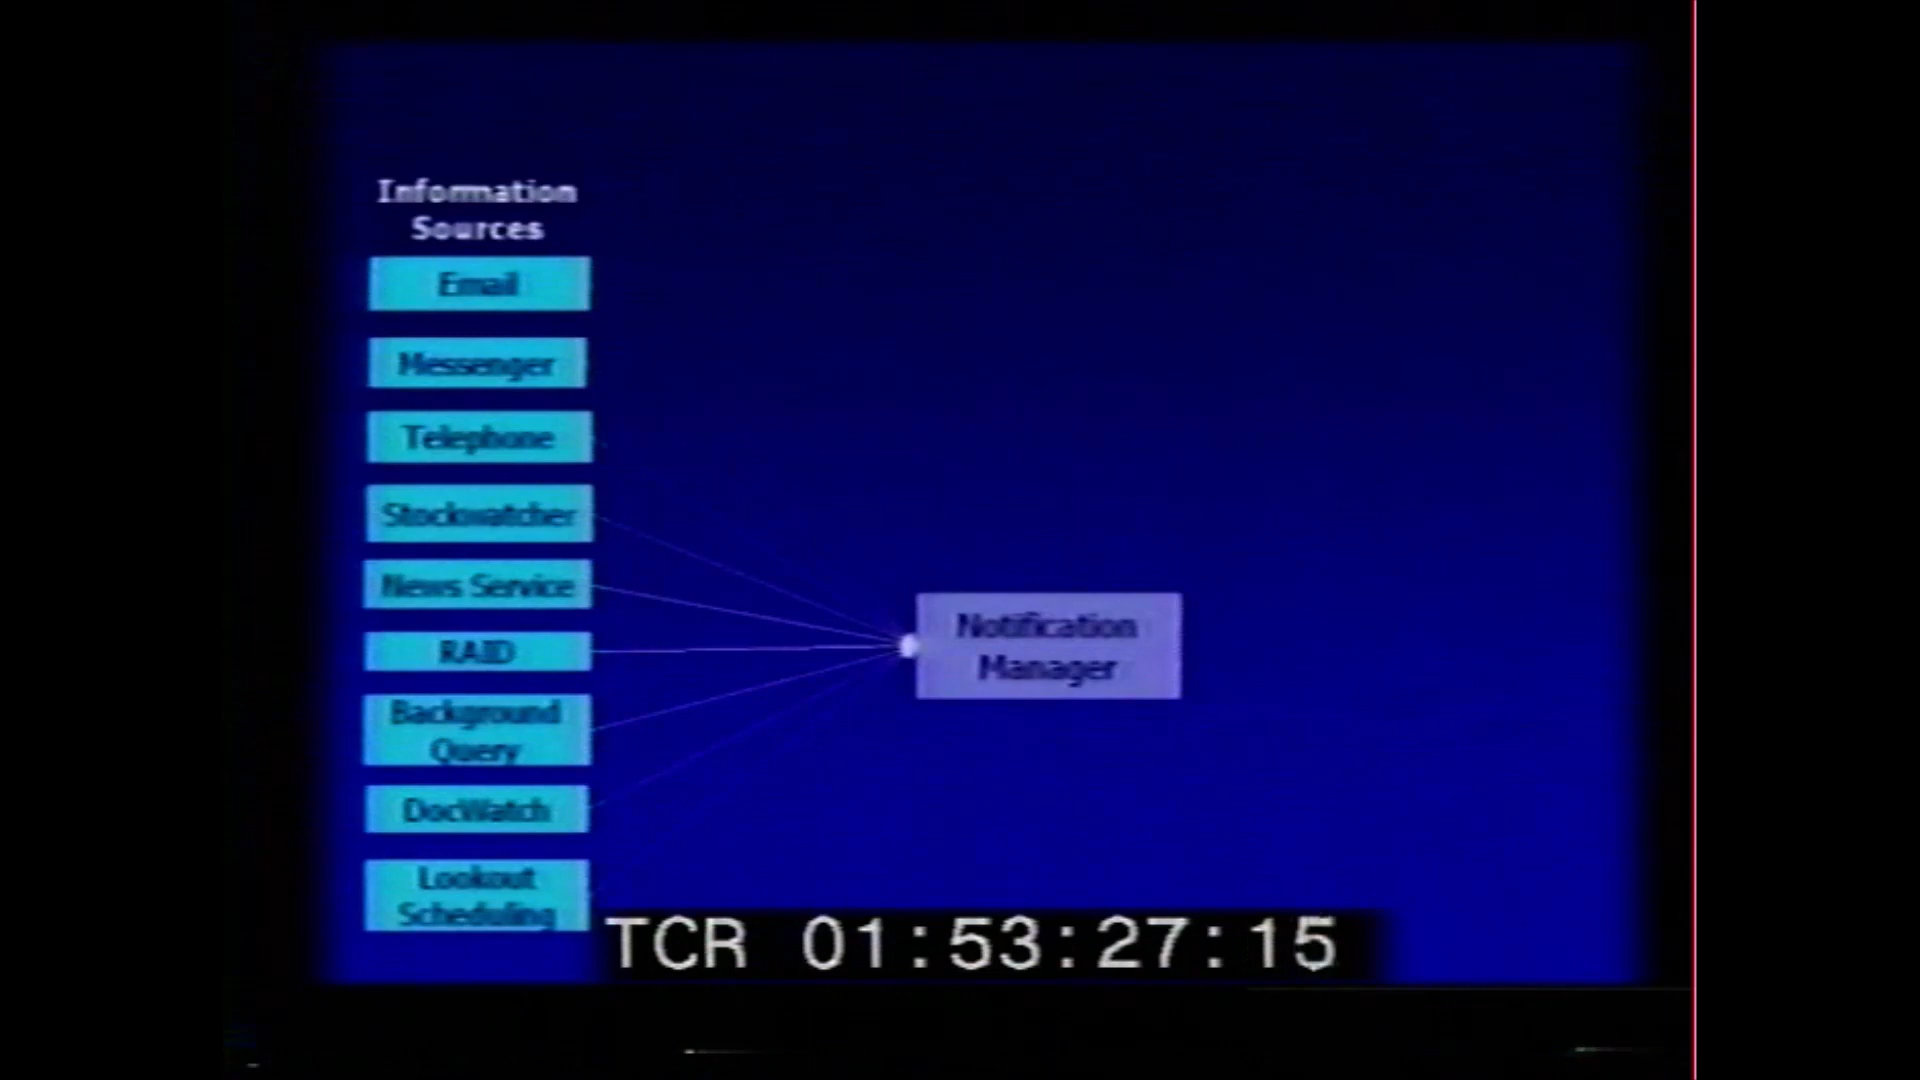 Information
Sources
Email
Messenger
Telephone
Stockwatcher
News Service
RAID
Background
Query
DocWatch
Lookout
Scheduling
Notification
Manager
TCR 01:53:27:15